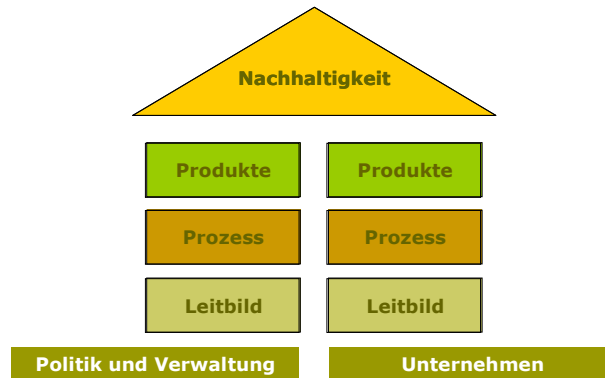 Nachhaltigkeit
Produkte Produkte
Prozess Prozess
Leitbild Leitbild
Politik und Verwaltung Unternehmen